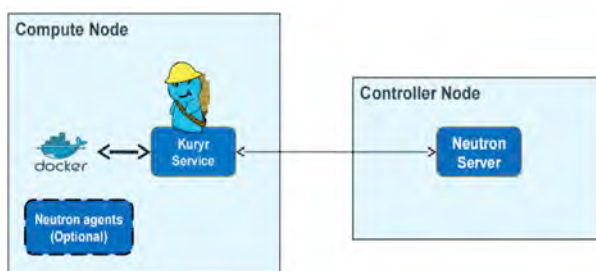 Compute Node
docker
Kuryr
Service
Neutron agents
(Optional)
Controller Node
Neutron
Server